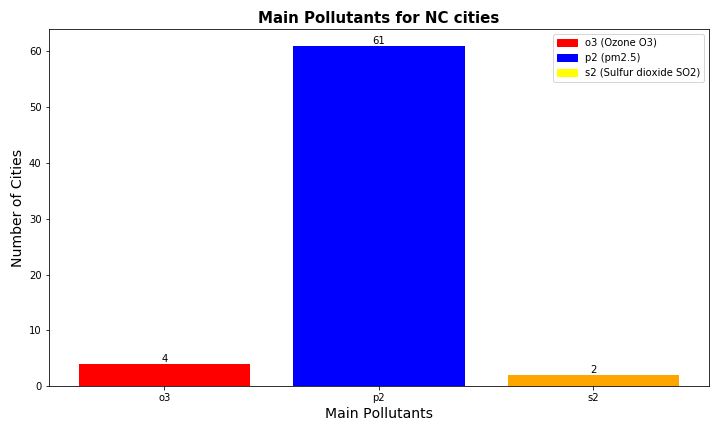 Main Pollutants for NC cities
o3 (Ozone O3)
p2 (pm2.5)
s2 (Sulfur dioxide SO2)
Number of Cities
60
50
40
30
20
10
0
4
61
2
o3
p2
s2
Main Pollutants